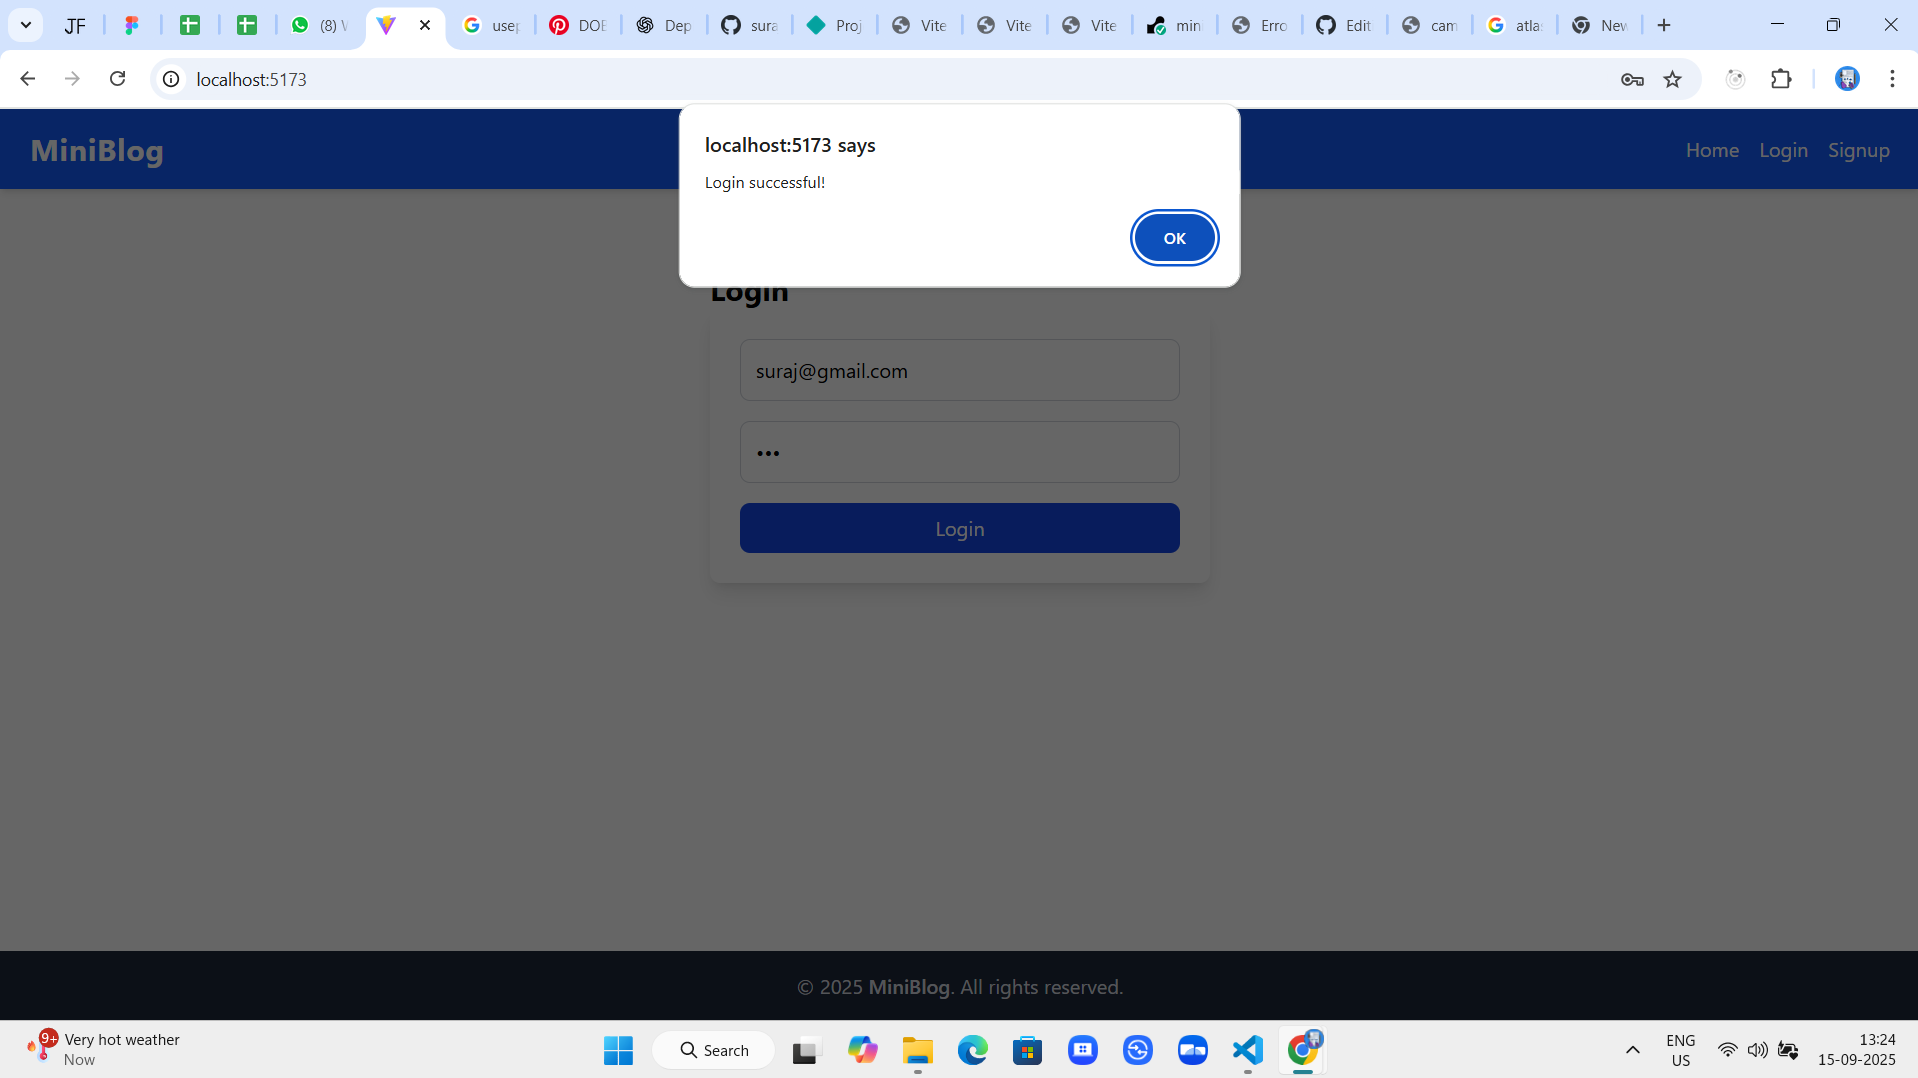 JF
(8) W
usep
DOE
Dep
sura
Proj
Vite
Vite
Vite
min
Erro
Edit
cam
atlas
New
localhost:5173
MiniBlog
Home Login Signup
localhost:5173 says
Login successful!
OK
Login
suraj@gmail.com
•••
Login
© 2025 MiniBlog. All rights reserved.
9+
Very hot weather
Now
Search
ENG
US
13:24
15-09-2025